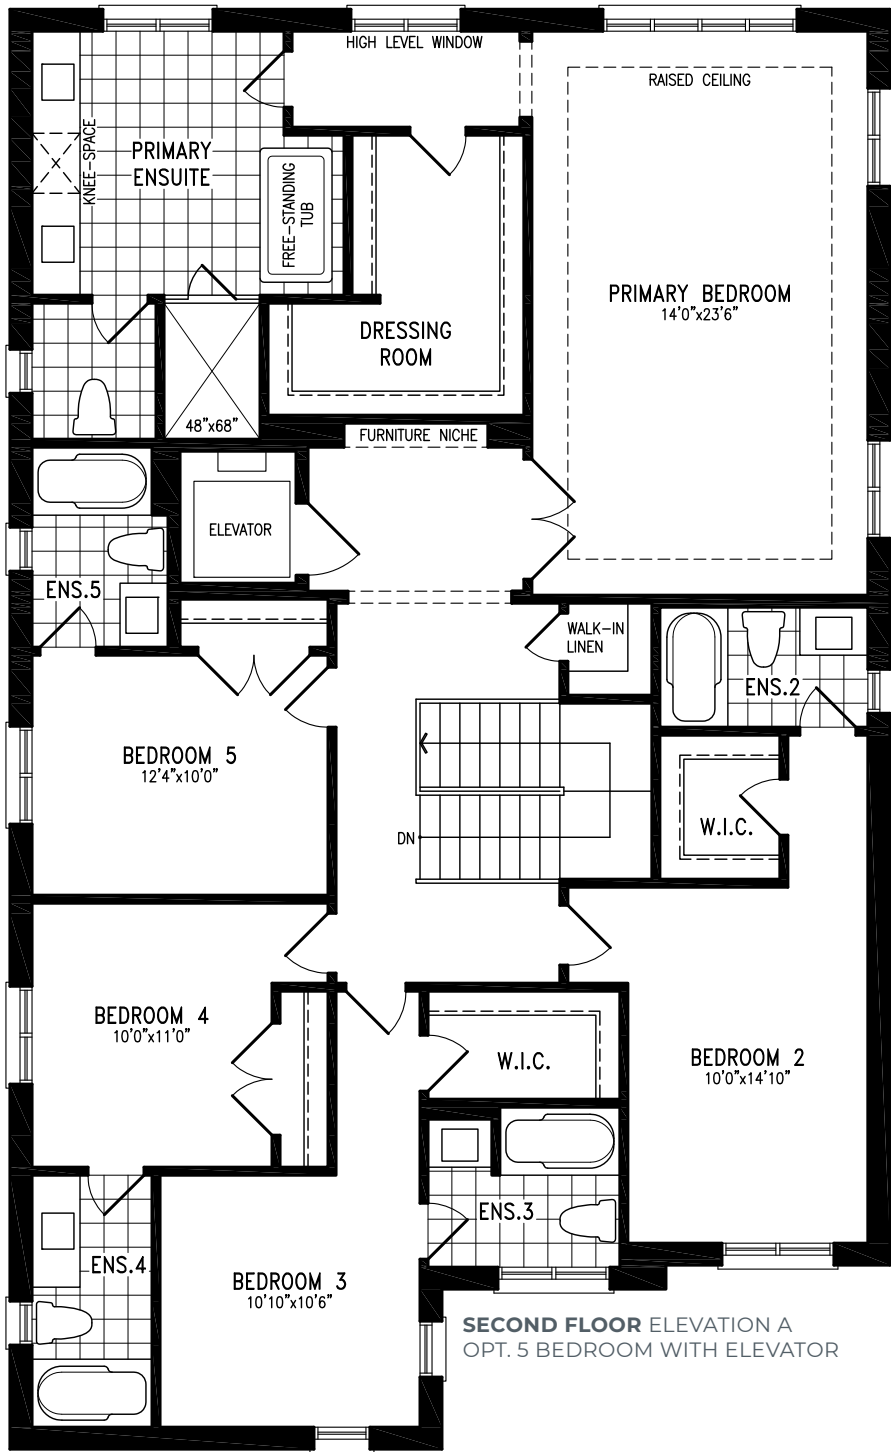 HIGH LEVEL WINDOW
RAISED CEILING
KNEE-SPACE
PRIMARY
ENSUITE
FREE-STANDING
TUB
PRIMARY BEDROOM
14'0"x23'6"
DRESSING
ROOM
48"x68"
FURNITURE NICHE
ELEVATOR
ENS.5
WALK-IN
LINEN
ENS.2
BEDROOM 5
12'4"x10'0"
W.I.C.
DN
BEDROOM 4
10'0"x11'0"
W.I.C.
BEDROOM 2
10'0"x14'10"
ENS.3
ENS.4
BEDROOM 3
10'10"x10'6"
SECOND FLOOR ELEVATION A
OPT. 5 BEDROOM WITH ELEVATOR